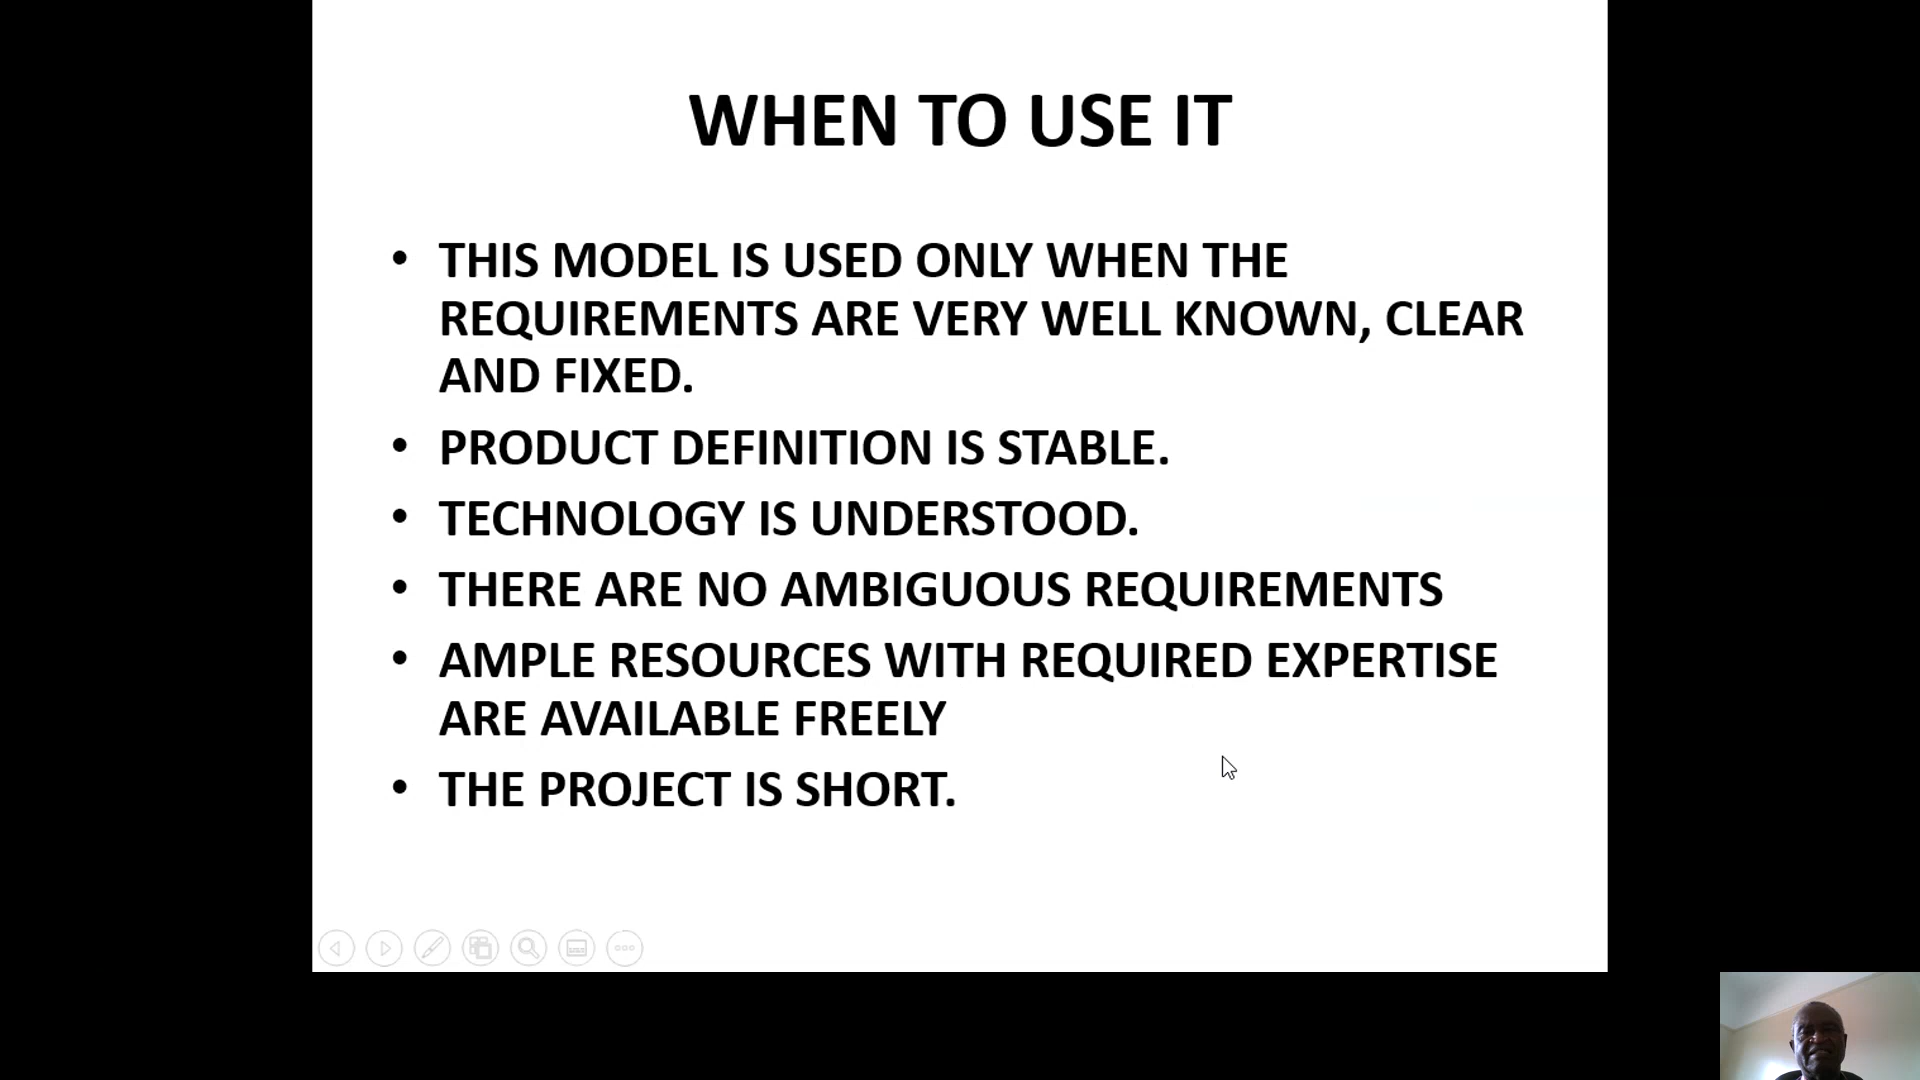 WHEN TO USE IT
• THIS MODEL IS USED ONLY WHEN THE
REQUIREMENTS ARE VERY WELL KNOWN, CLEAR
AND FIXED.
• PRODUCT DEFINITION IS STABLE.
• TECHNOLOGY IS UNDERSTOOD.
• THERE ARE NO AMBIGUOUS REQUIREMENTS
• AMPLE RESOURCES WITH REQUIRED EXPERTISE
ARE AVAILABLE FREELY
• THE PROJECT IS SHORT.